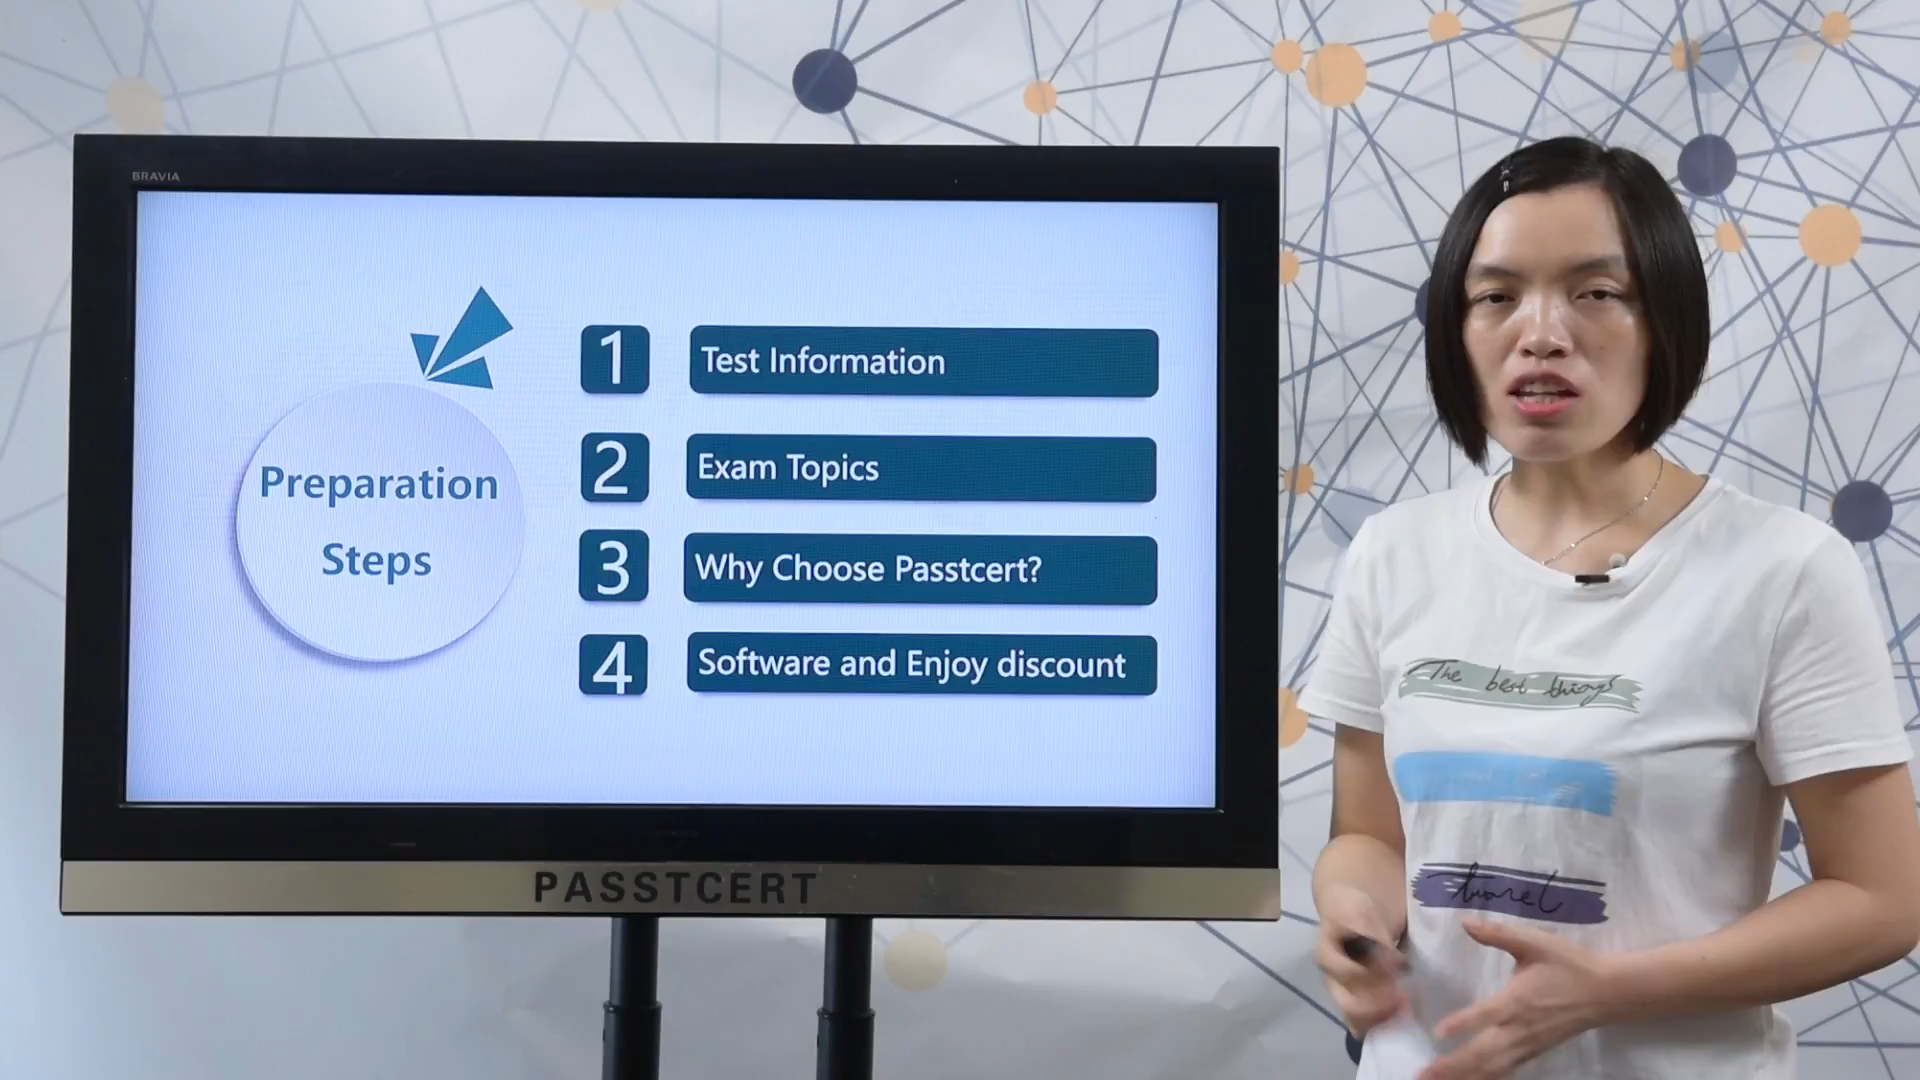 BRAVIA
Preparation
Steps
1 Test Information
2 Exam Topics
3 Why Choose Passtcert?
4 Software and Enjoy discount
PASSTCERT
The best things
travel